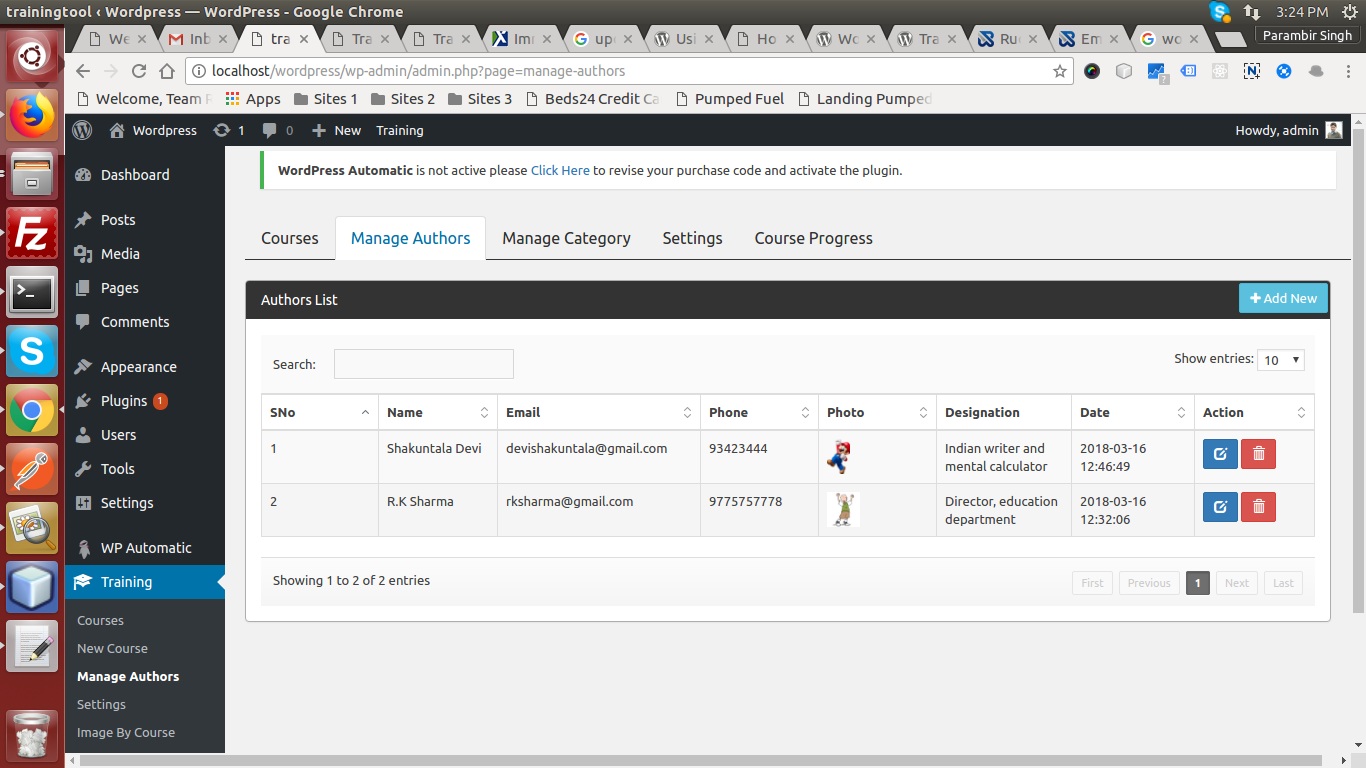 trainingtool ‹ Wordpress — WordPress - Google Chrome
3:24 PM
We
Inb
tra
Tra
Tra
Imr
upd
Usi
Ho
Wo
Tra
Rud
Em
wo
Parambir Singh
localhost/wordpress/wp-admin/admin.php?page=manage-authors
Welcome, Team
Apps
Sites 1
Sites 2
Sites 3
Beds24 Credit Ca
Pumped Fuel
Landing Pumped
Wordpress
1
0
New
Training
Howdy, admin
Dashboard
Posts
Media
Pages
Comments
Appearance
Plugins 1
Users
Tools
Settings
WP Automatic
Training
Courses
New Course
Manage Authors
Settings
Image By Course
WordPress Automatic is not active please Click Here to revise your purchase code and activate the plugin.
Courses
Manage Authors
Manage Category
Settings
Course Progress
Authors List
Add New
Search:
Show entries: 10
SNo Name Email Phone Photo Designation Date Action
1 Shakuntala Devi devishakuntala@gmail.com 93423444 Indian writer and 2018-03-16
mental calculator 12:46:49
2 R.K Sharma rksharma@gmail.com 9775757778 Director, education 2018-03-16
department 12:32:06
Showing 1 to 2 of 2 entries
First Previous 1 Next Last